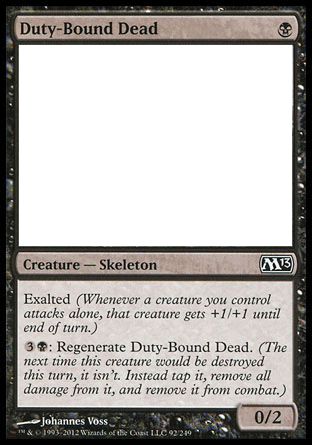 Duty-Bound Dead
Creature — Skeleton
M13
Exalted (Whenever a creature you control
attacks alone, that creature gets +1/+1 until
end of turn.)
3: Regenerate Duty-Bound Dead. (The
next time this creature would be destroyed
this turn, it isn't. Instead tap it, remove all
damage from it, and remove it from combat.)
Johannes Voss
™ & © 1993–2012 Wizards of the Coast LLC 92/249
0/2